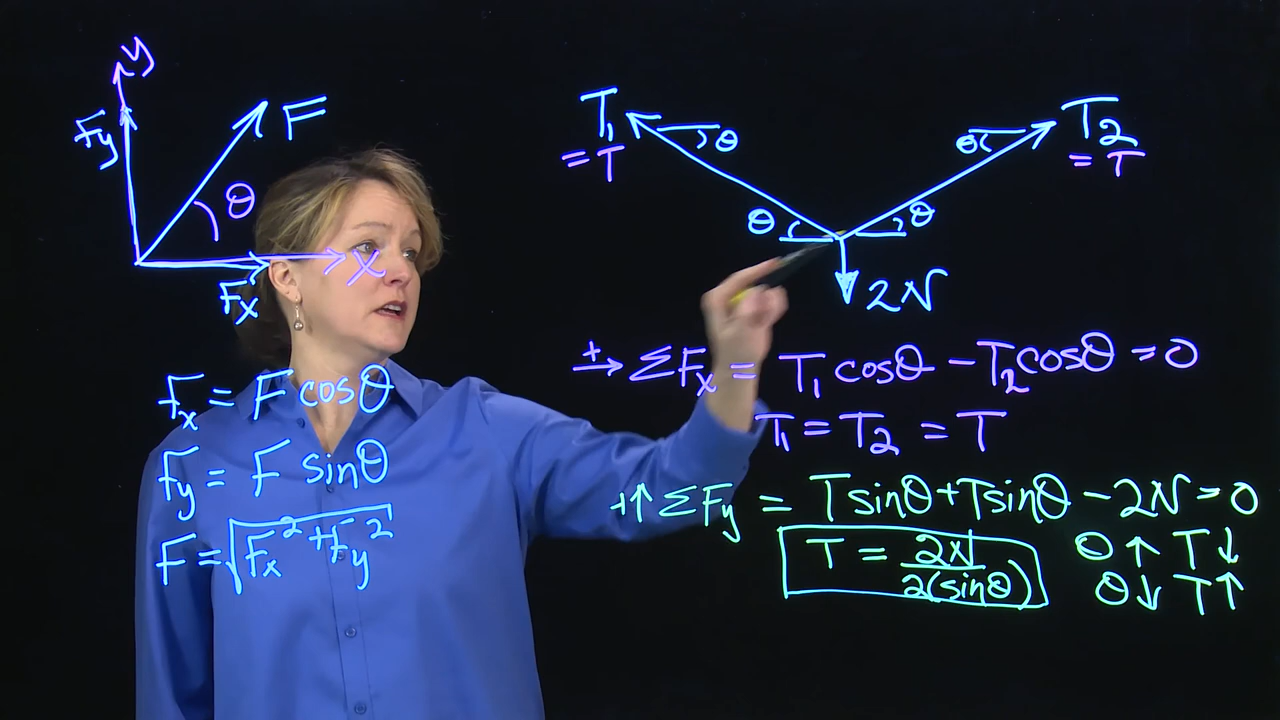 y
Fy
F
θ
x
Fx
Fx = F cosθ
Fy = F sinθ
F = √Fx² + Fy²
T₁
= T
θ
θ
T₂
= T
θ
θ
2N
+→ ΣFx = T₁ cosθ - T₂ cosθ = 0
T₁ = T₂ = T
+↑ ΣFy = T sinθ + T sinθ - 2N = 0
T = 2N / 2(sinθ)
θ ↑ T ↓
θ ↓ T ↑